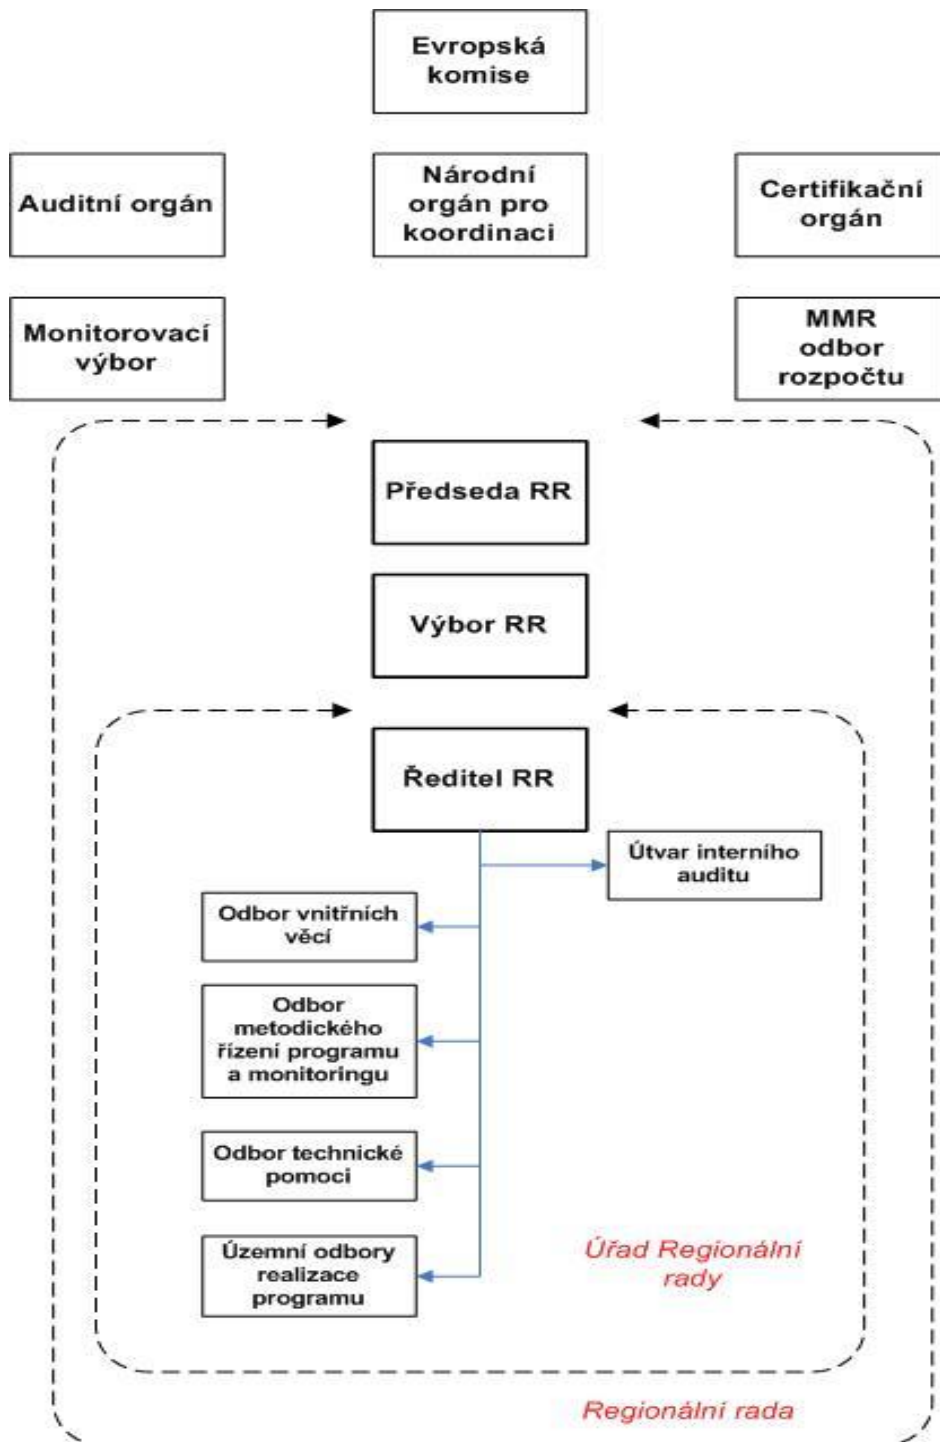 Evropská
komise
Auditní orgán
Národní
orgán pro
koordinaci
Certifikační
orgán
Monitorovací
výbor
MMR
odbor
rozpočtu
Předseda RR
Výbor RR
Ředitel RR
Útvar interního
auditu
Odbor vnitřních
věcí
Odbor
metodického
řízení programu
a monitoringu
Odbor technické
pomoci
Územní odbory
realizace
programu
Úřad Regionální
rady
Regionální rada